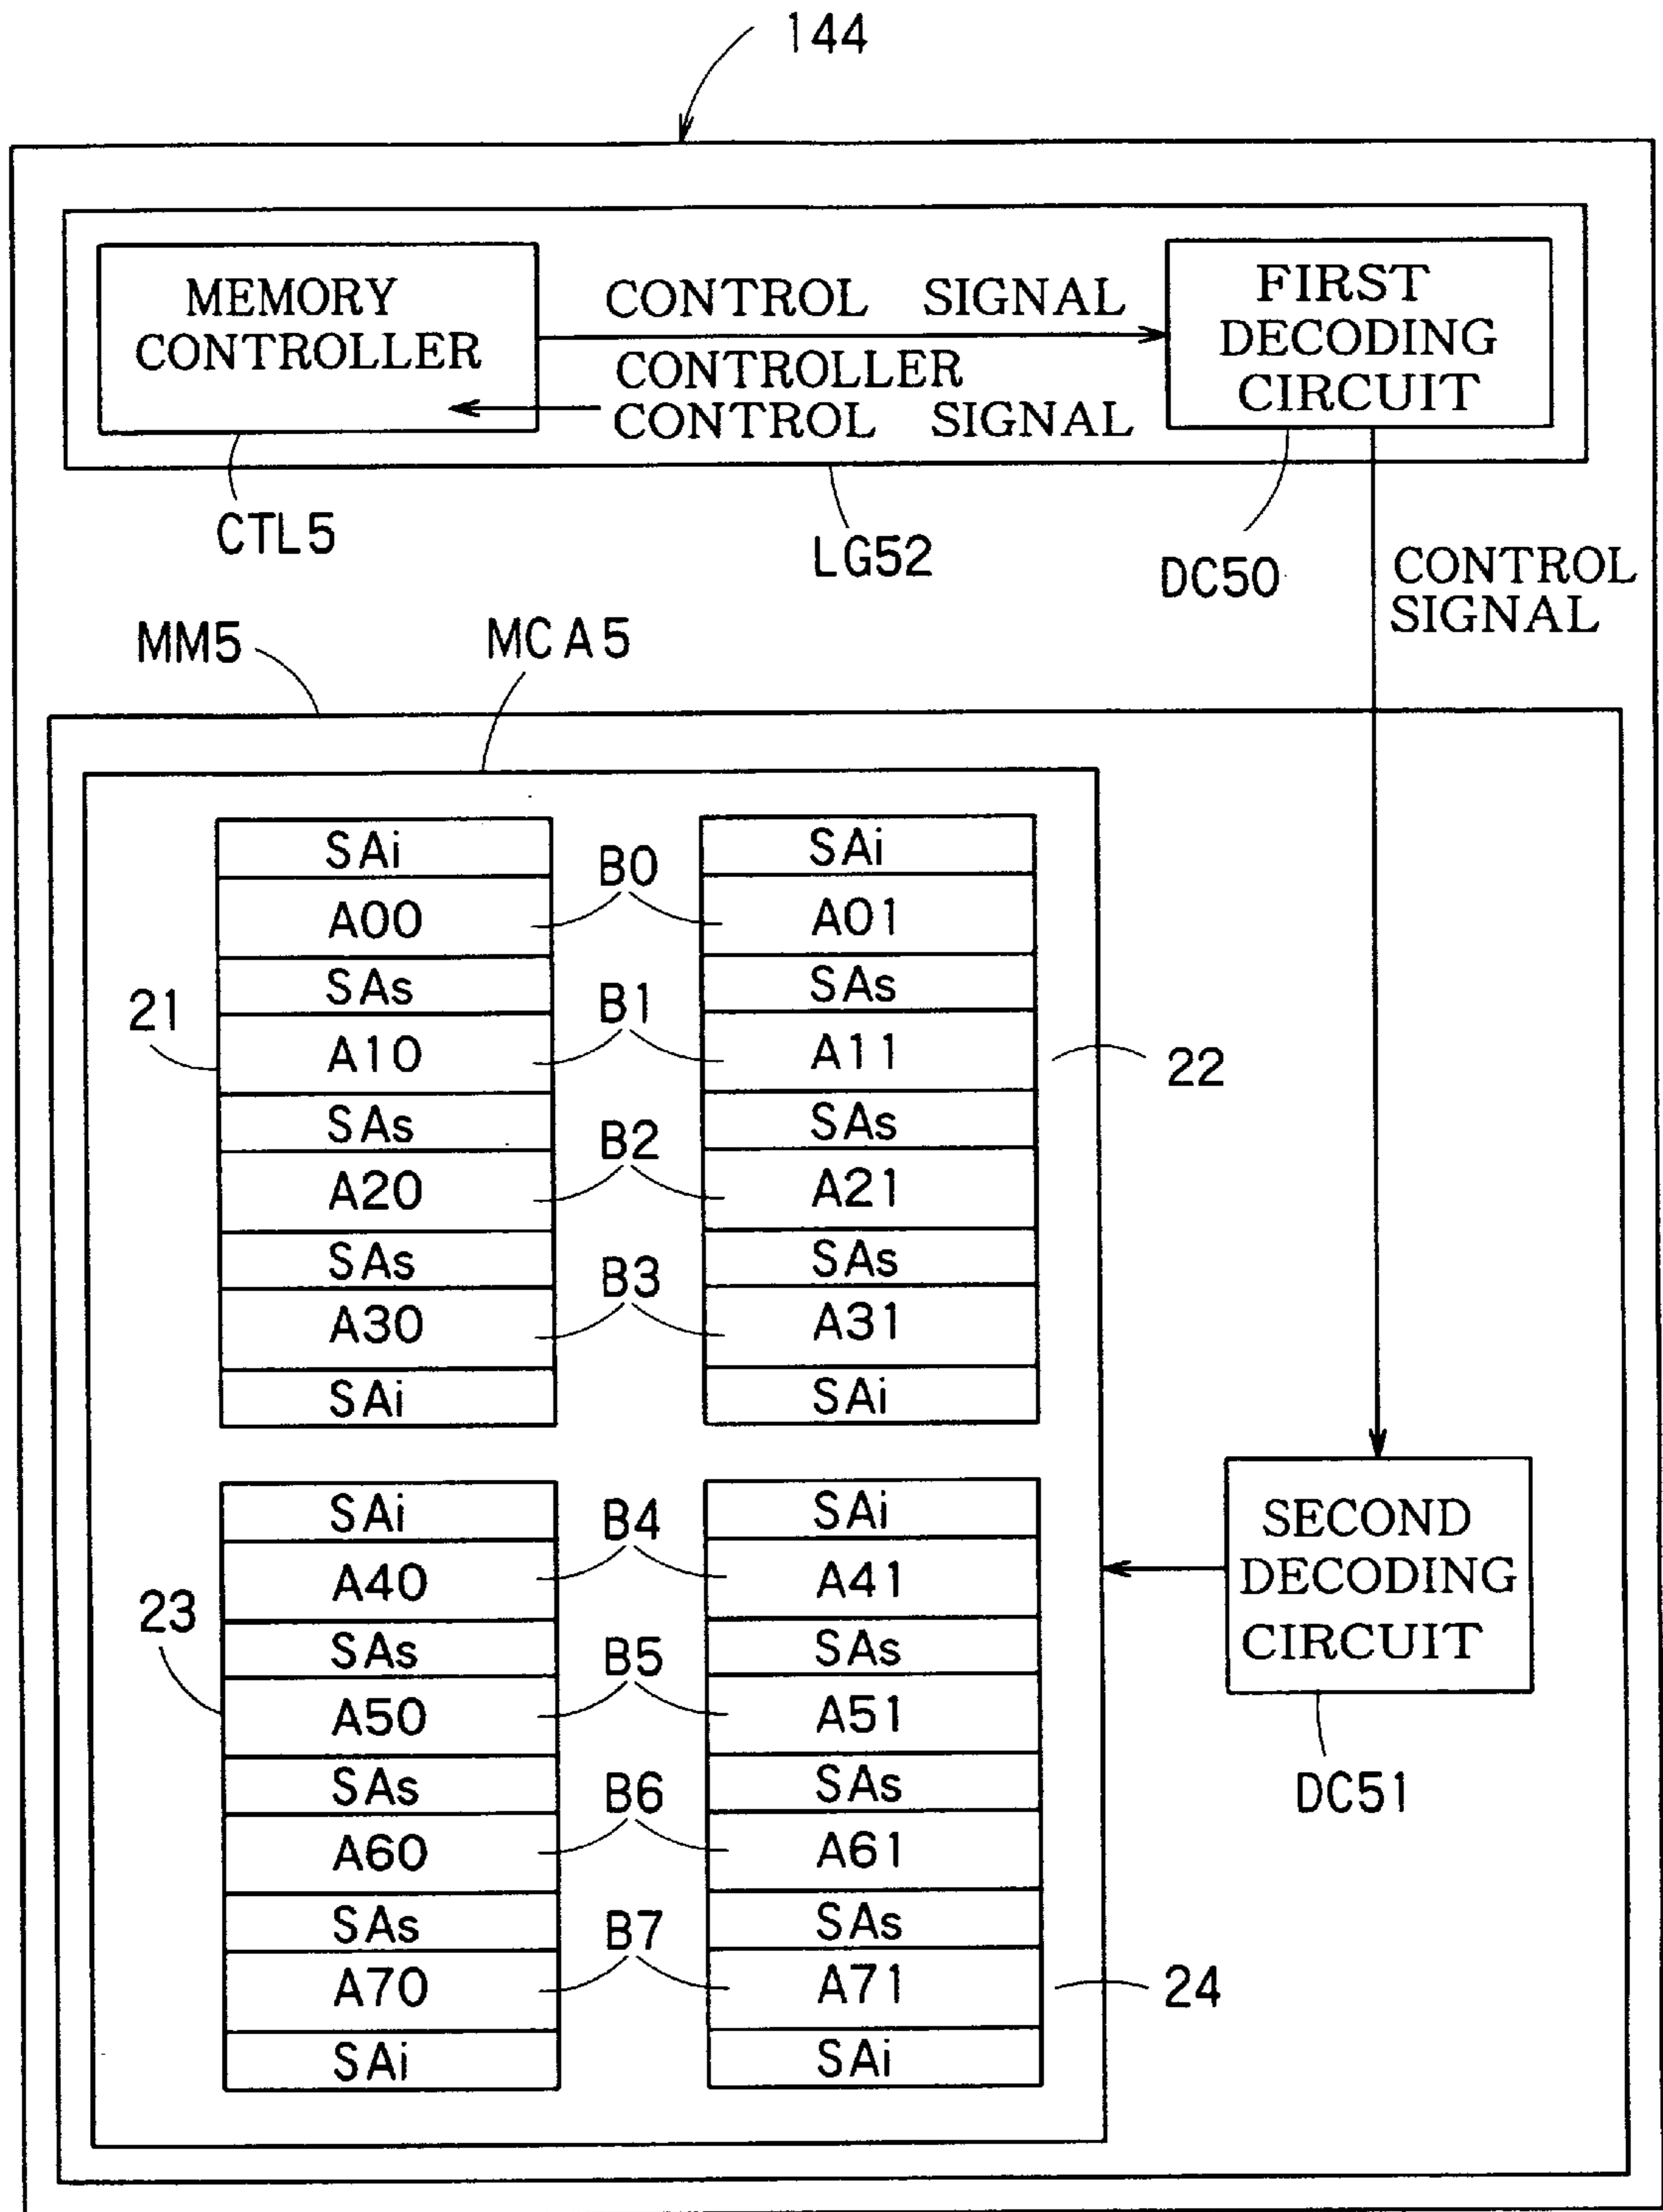 144
MEMORY
CONTROLLER
CONTROL SIGNAL
CONTROLLER
CONTROL SIGNAL
FIRST
DECODING
CIRCUIT
CTL5
LG52
DC50
CONTROL
SIGNAL
MM5
MCA5
SAi
B0
SAi
A00
A01
SAs
SAs
21
B1
A10
A11
22
SAs
SAs
B2
A20
A21
SAs
SAs
B3
A30
A31
SAi
SAi
SAi
B4
SAi
A40
A41
23
SAs
B5
SAs
A50
A51
SAs
B6
SAs
A60
A61
SAs
B7
SAs
A70
A71
24
SAi
SAi
SECOND
DECODING
CIRCUIT
DC51